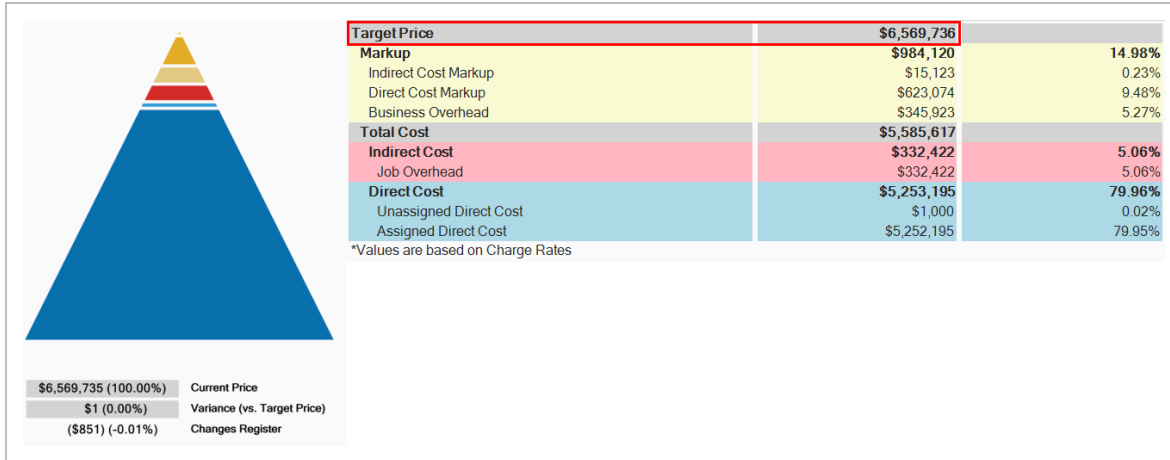 Target Price $6,569,736
Markup $984,120 14.98%
Indirect Cost Markup $15,123 0.23%
Direct Cost Markup $623,074 9.48%
Business Overhead $345,923 5.27%
Total Cost $5,585,617
Indirect Cost $332,422 5.06%
Job Overhead $332,422 5.06%
Direct Cost $5,253,195 79.96%
Unassigned Direct Cost $1,000 0.02%
Assigned Direct Cost $5,252,195 79.95%
*Values are based on Charge Rates
$6,569,735 (100.00%) Current Price
$1 (0.00%) Variance (vs. Target Price)
($851) (-0.01%) Changes Register